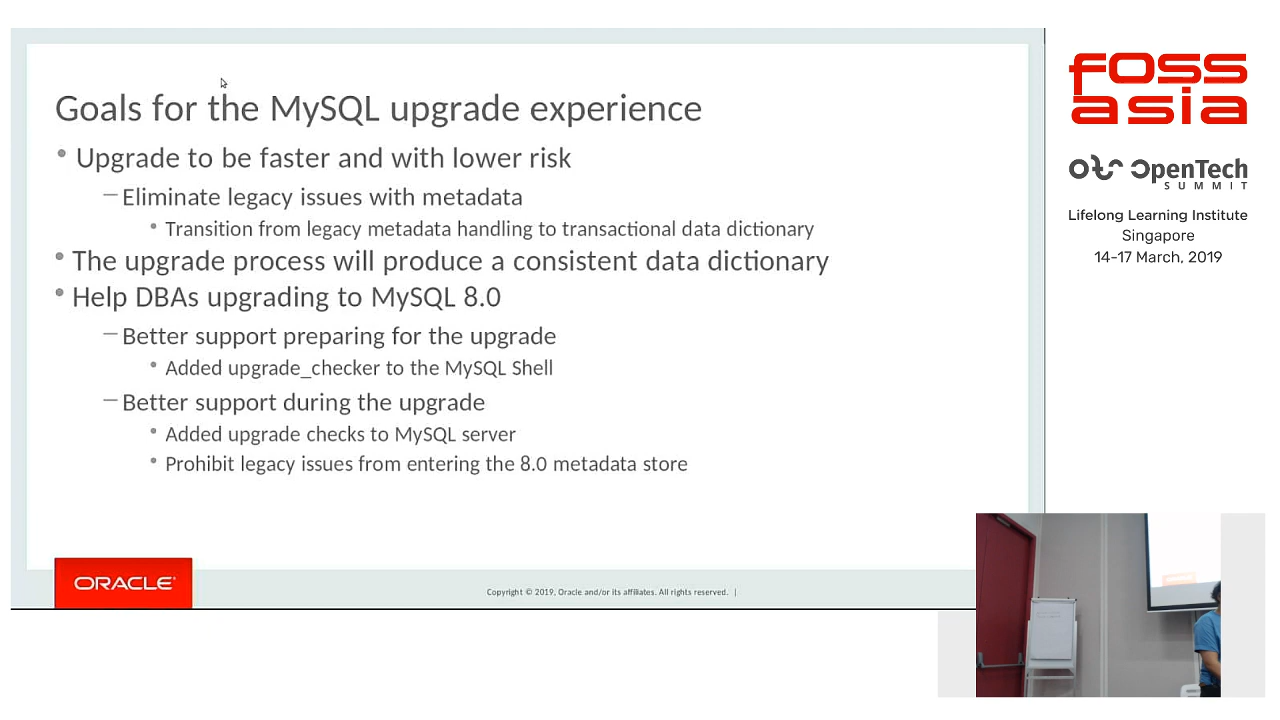 Goals for the MySQL upgrade experience
• Upgrade to be faster and with lower risk
– Eliminate legacy issues with metadata
• Transition from legacy metadata handling to transactional data dictionary
• The upgrade process will produce a consistent data dictionary
• Help DBAs upgrading to MySQL 8.0
– Better support preparing for the upgrade
• Added upgrade_checker to the MySQL Shell
– Better support during the upgrade
• Added upgrade checks to MySQL server
• Prohibit legacy issues from entering the 8.0 metadata store
ORACLE
Copyright © 2019, Oracle and/or its affiliates. All rights reserved. |
foss
asia
OpenTech
SUMMIT
Lifelong Learning Institute
Singapore
14-17 March, 2019